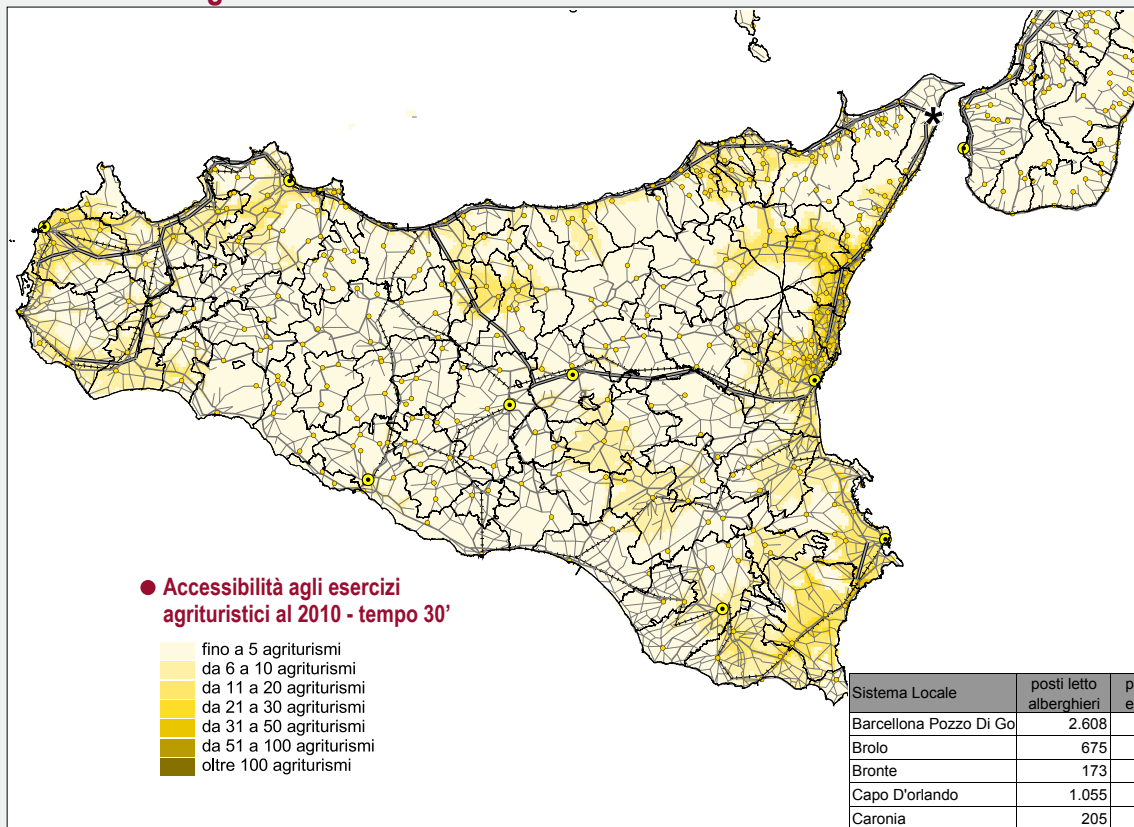 Accessibilità agli esercizi
agrituristici al 2010 - tempo 30’
fino a 5 agriturismi
da 6 a 10 agriturismi
da 11 a 20 agriturismi
da 21 a 30 agriturismi
da 31 a 50 agriturismi
da 51 a 100 agriturismi
oltre 100 agriturismi
Sistema Locale posti letto alberghieri
Barcellona Pozzo Di Go 2.608
Brolo 675
Bronte 173
Capo D'orlando 1.055
Caronia 205